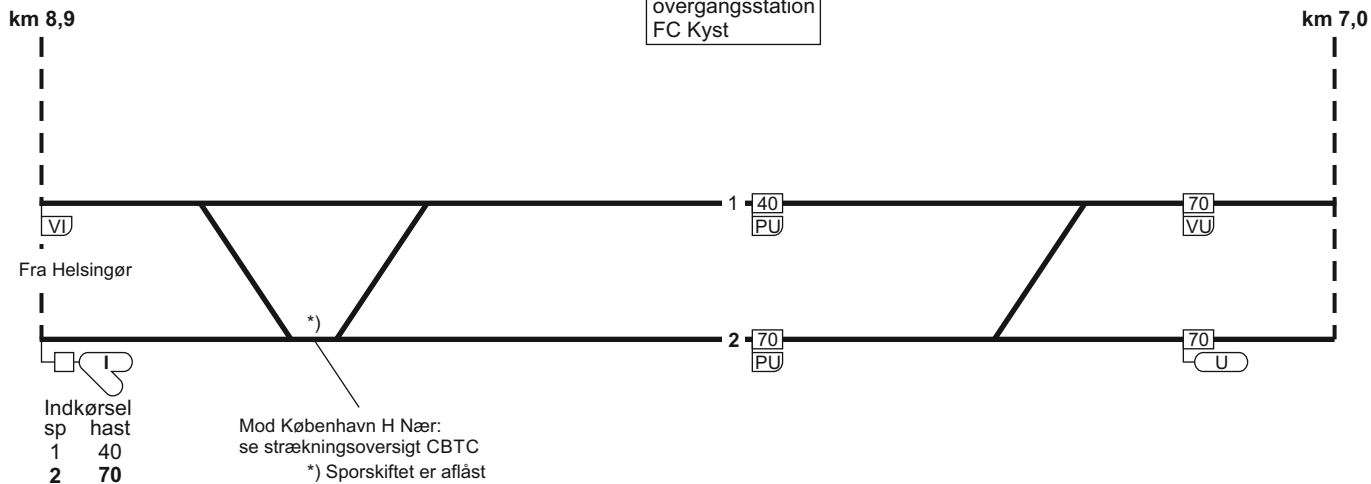 overgangsstation
FC Kyst
km 8,9
km 7,0
1
40
PU
70
VU
VI
Fra Helsingør
*)
2
70
PU
70
U
I
Indkørsel
sp hast
1 40
2 70
Mod København H Nær:
se strækningsoversigt CBTC
*) Sporskiftet er aflåst